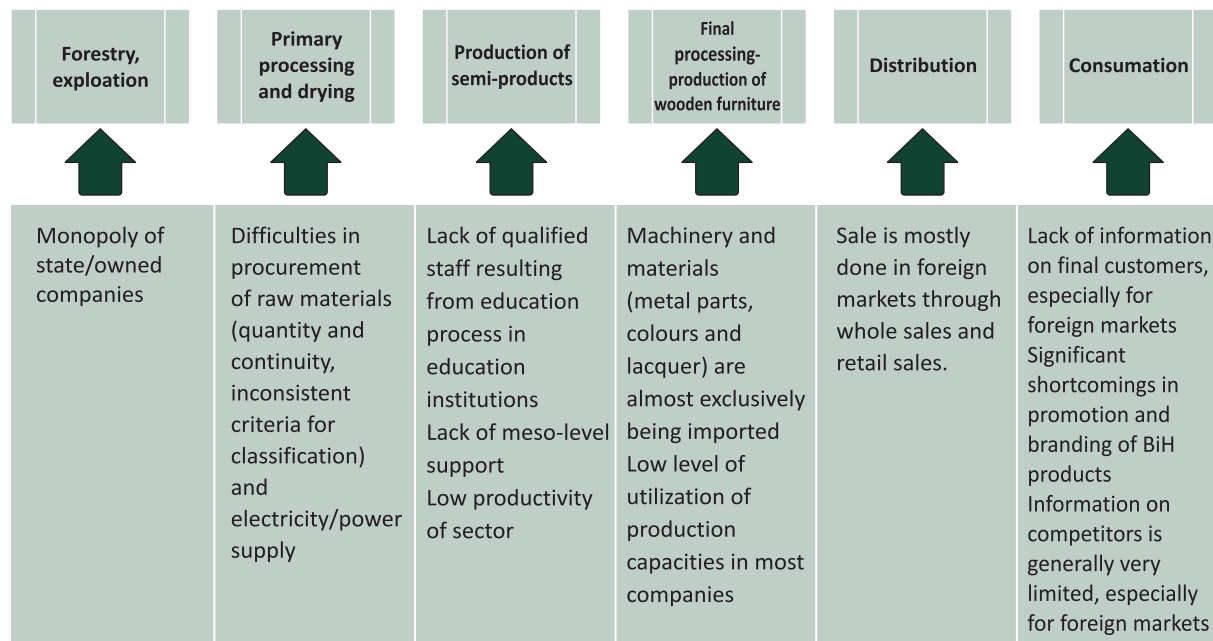 Forestry,
exploation
Primary
processing
and drying
Production of
semi-products
Final
processing-
production of
wooden furniture
Distribution
Consumation
Monopoly of
state/owned
companies
Difficulties in
procurement
of raw materials
(quantity and
continuity,
inconsistent
criteria for
classification)
and
electricity/power
supply
Lack of qualified
staff resulting
from education
process in
education
institutions
Lack of meso-level
support
Low productivity
of sector
Machinery and
materials
(metal parts,
colours and
lacquer) are
almost exclusively
being imported
Low level of
utilization of
production
capacities in most
companies
Sale is mostly
done in foreign
markets through
whole sales and
retail sales.
Lack of information
on final customers,
especially for
foreign markets
Significant
shortcomings in
promotion and
branding of BiH
products
Information on
competitors is
generally very
limited, especially
for foreign markets